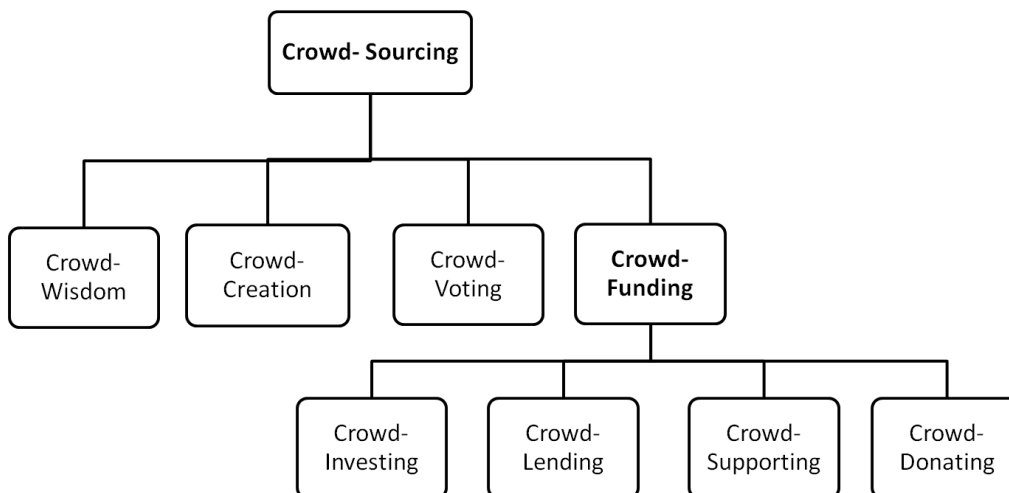 Crowd- Sourcing
Crowd-
Wisdom
Crowd-
Creation
Crowd-
Voting
Crowd-
Funding
Crowd-
Investing
Crowd-
Lending
Crowd-
Supporting
Crowd-
Donating